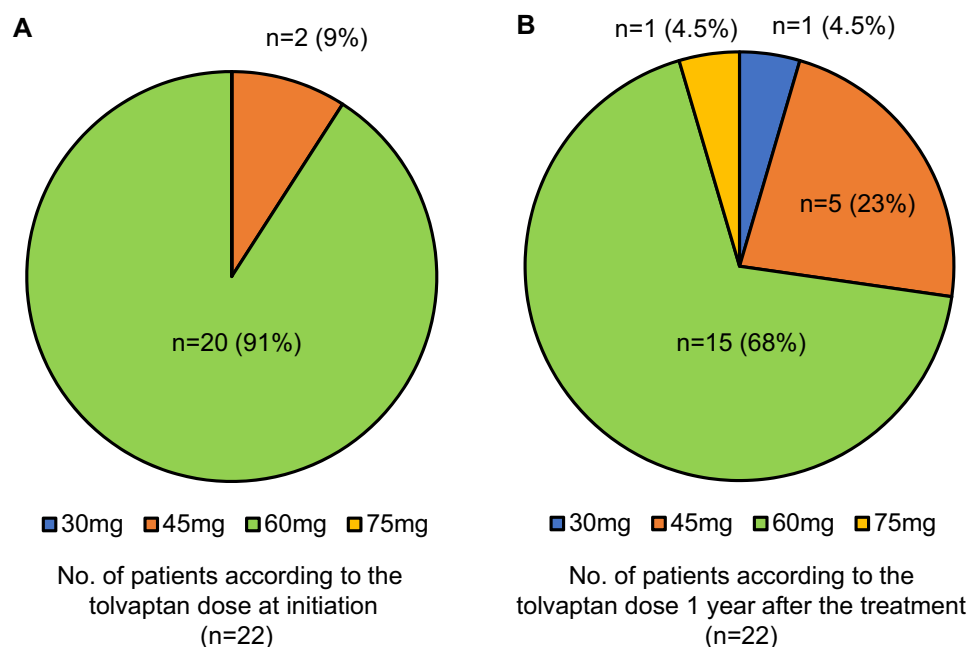 A
n=2 (9%)
n=20 (91%)
30mg 45mg 60mg 75mg
No. of patients according to the
tolvaptan dose at initiation
(n=22)
B
n=1 (4.5%)
n=1 (4.5%)
n=5 (23%)
n=15 (68%)
30mg 45mg 60mg 75mg
No. of patients according to the
tolvaptan dose 1 year after the treatment
(n=22)